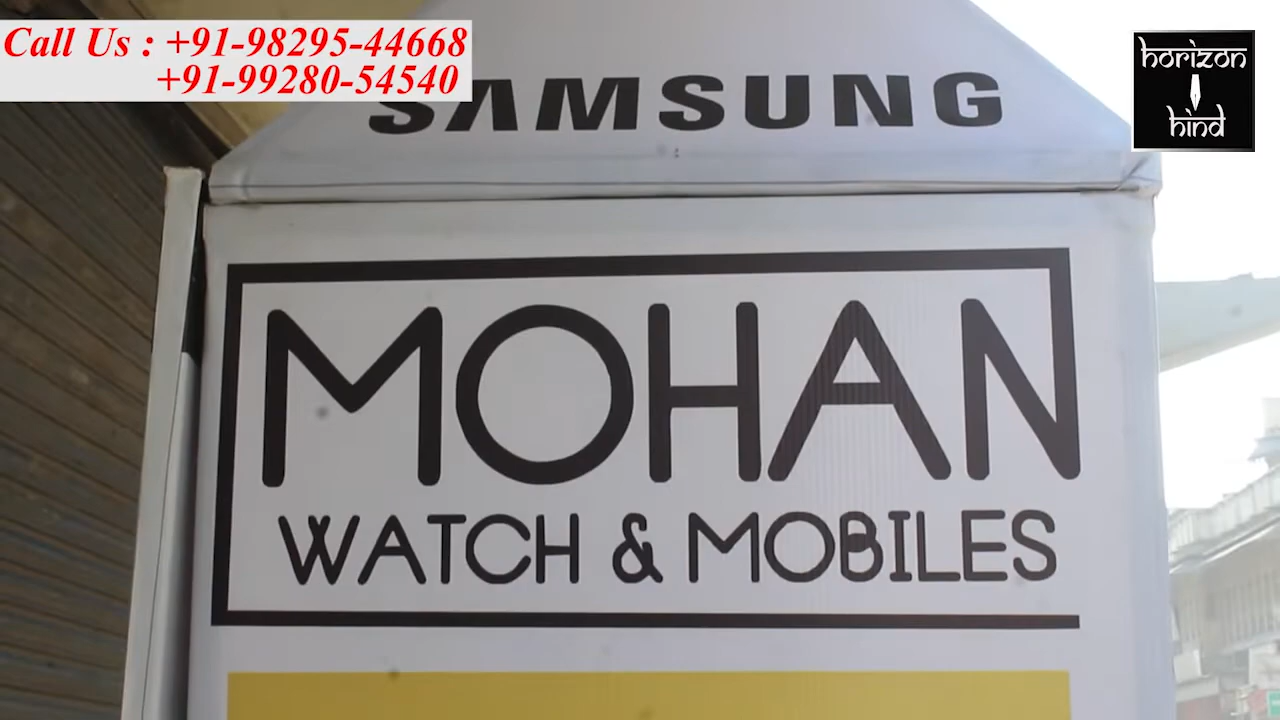 Call Us : +91-98295-44668
+91-99280-54540
horizon
hind
SAMSUNG
MOHAN
WATCH & MOBILES